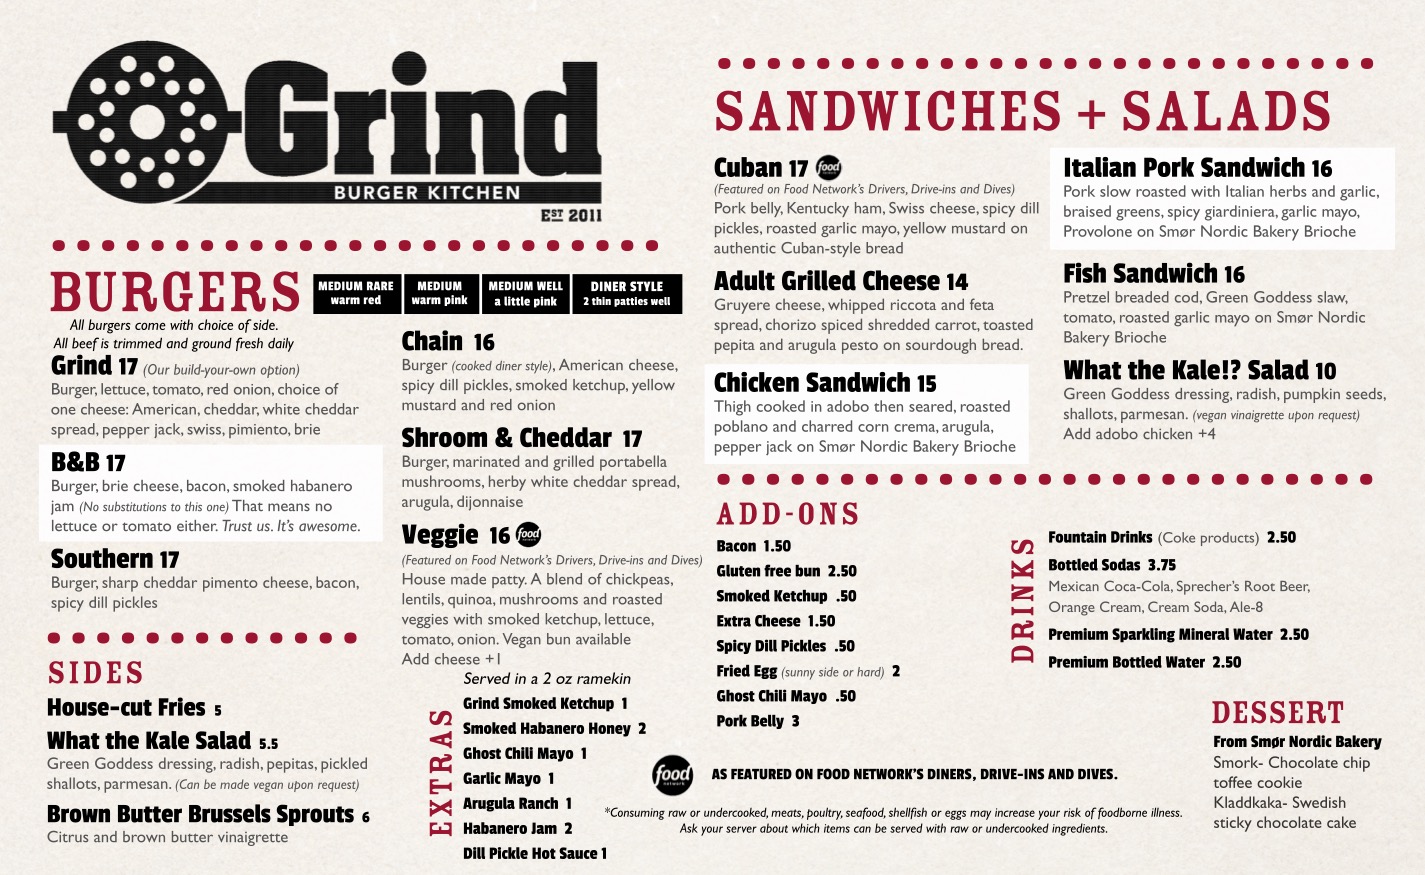 Grind
BURGER KITCHEN
EST 2011
BURGERS
MEDIUM RARE
warm red
MEDIUM
warm pink
MEDIUM WELL
a little pink
DINER STYLE
2 thin patties well
All burgers come with choice of side.
All beef is trimmed and ground fresh daily
Grind 17 (Our build-your-own option)
Burger, lettuce, tomato, red onion, choice of
one cheese: American, cheddar, white cheddar
spread, pepper jack, swiss, pimiento, brie
B&B 17
Burger, brie cheese, bacon, smoked habanero
jam (No substitutions to this one) That means no
lettuce or tomato either. Trust us. It's awesome.
Southern 17
Burger, sharp cheddar pimento cheese, bacon,
spicy dill pickles
Chain 16
Burger (cooked diner style), American cheese,
spicy dill pickles, smoked ketchup, yellow
mustard and red onion
Shroom & Cheddar 17
Burger, marinated and grilled portabella
mushrooms, herby white cheddar spread,
arugula, dijonnaise
Veggie 16 food network
(Featured on Food Network's Drivers, Drive-ins and Dives)
House made patty. A blend of chickpeas,
lentils, quinoa, mushrooms and roasted
veggies with smoked ketchup, lettuce,
tomato, onion. Vegan bun available
Add cheese +1
SIDES
House-cut Fries 5
What the Kale Salad 5.5
Green Goddess dressing, radish, pepitas, pickled
shallots, parmesan. (Can be made vegan upon request)
Brown Butter Brussels Sprouts 6
Citrus and brown butter vinaigrette
EXTRAS
Served in a 2 oz ramekin
Grind Smoked Ketchup 1
Smoked Habanero Honey 2
Ghost Chili Mayo 1
Garlic Mayo 1
Arugula Ranch 1
Habanero Jam 2
Dill Pickle Hot Sauce 1
SANDWICHES + SALADS
Cuban 17 food network
(Featured on Food Network's Drivers, Drive-ins and Dives)
Pork belly, Kentucky ham, Swiss cheese, spicy dill
pickles, roasted garlic mayo, yellow mustard on
authentic Cuban-style bread
Adult Grilled Cheese 14
Gruyere cheese, whipped riccota and feta
spread, chorizo spiced shredded carrot, toasted
pepita and arugula pesto on sourdough bread.
Chicken Sandwich 15
Thigh cooked in adobo then seared, roasted
poblano and charred corn crema, arugula,
pepper jack on Smør Nordic Bakery Brioche
Italian Pork Sandwich 16
Pork slow roasted with Italian herbs and garlic,
braised greens, spicy giardiniera, garlic mayo,
Provolone on Smør Nordic Bakery Brioche
Fish Sandwich 16
Pretzel breaded cod, Green Goddess slaw,
tomato, roasted garlic mayo on Smør Nordic
Bakery Brioche
What the Kale!? Salad 10
Green Goddess dressing, radish, pumpkin seeds,
shallots, parmesan. (vegan vinaigrette upon request)
Add adobo chicken +4
ADD-ONS
Bacon 1.50
Gluten free bun 2.50
Smoked Ketchup .50
Extra Cheese 1.50
Spicy Dill Pickles .50
Fried Egg (sunny side or hard) 2
Ghost Chili Mayo .50
Pork Belly 3
DRINKS
Fountain Drinks (Coke products) 2.50
Bottled Sodas 3.75
Mexican Coca-Cola, Sprecher's Root Beer,
Orange Cream, Cream Soda, Ale-8
Premium Sparkling Mineral Water 2.50
Premium Bottled Water 2.50
DESSERT
From Smør Nordic Bakery
Smork- Chocolate chip
toffee cookie
Kladdkaka- Swedish
sticky chocolate cake
food network
AS FEATURED ON FOOD NETWORK'S DINERS, DRIVE-INS AND DIVES.
*Consuming raw or undercooked, meats, poultry, seafood, shellfish or eggs may increase your risk of foodborne illness.
Ask your server about which items can be served with raw or undercooked ingredients.